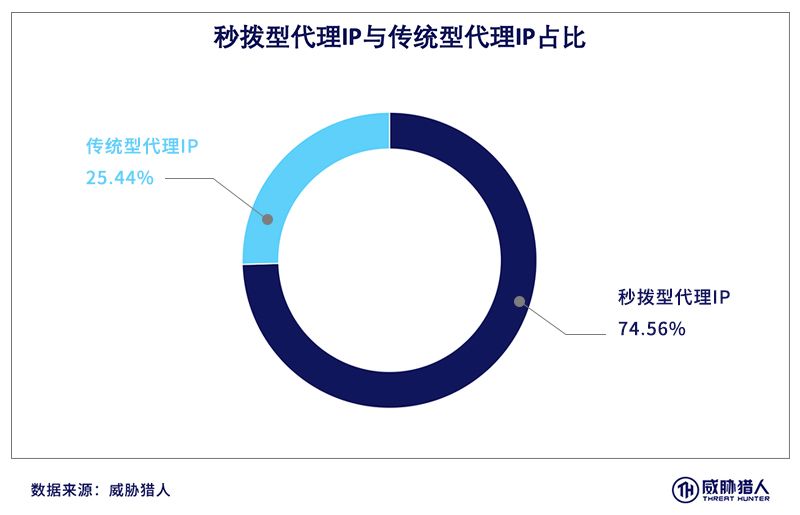 秒拨型代理IP与传统型代理IP占比
传统型代理IP
25.44%
秒拨型代理IP
74.56%
数据来源：威胁猎人
TH 威胁猎人
THREAT HUNTER